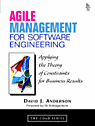 AGILE
MANAGEMENT
FOR SOFTWARE
ENGINEERING
Applying
the Theory of
Constraints for
Business Results
DAVID J. ANDERSON
THE COAD SERIES